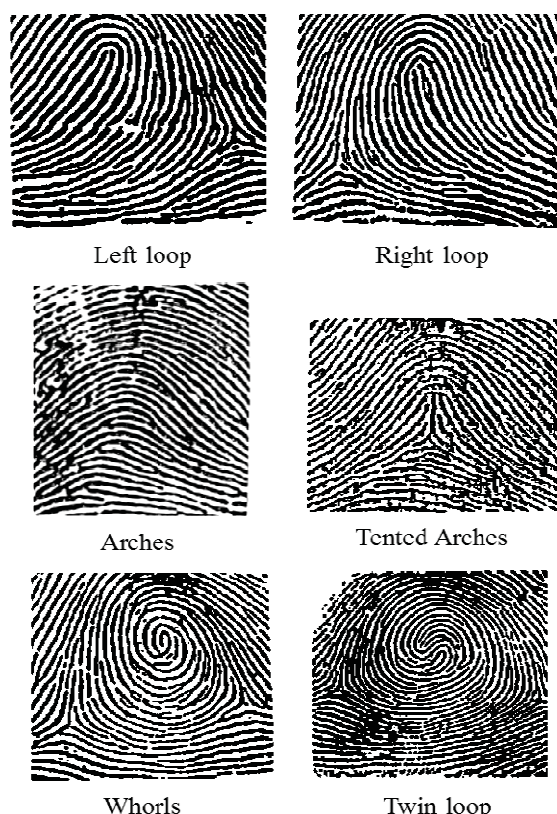 Left loop
Right loop
Arches
Tented Arches
Whorls
Twin loop